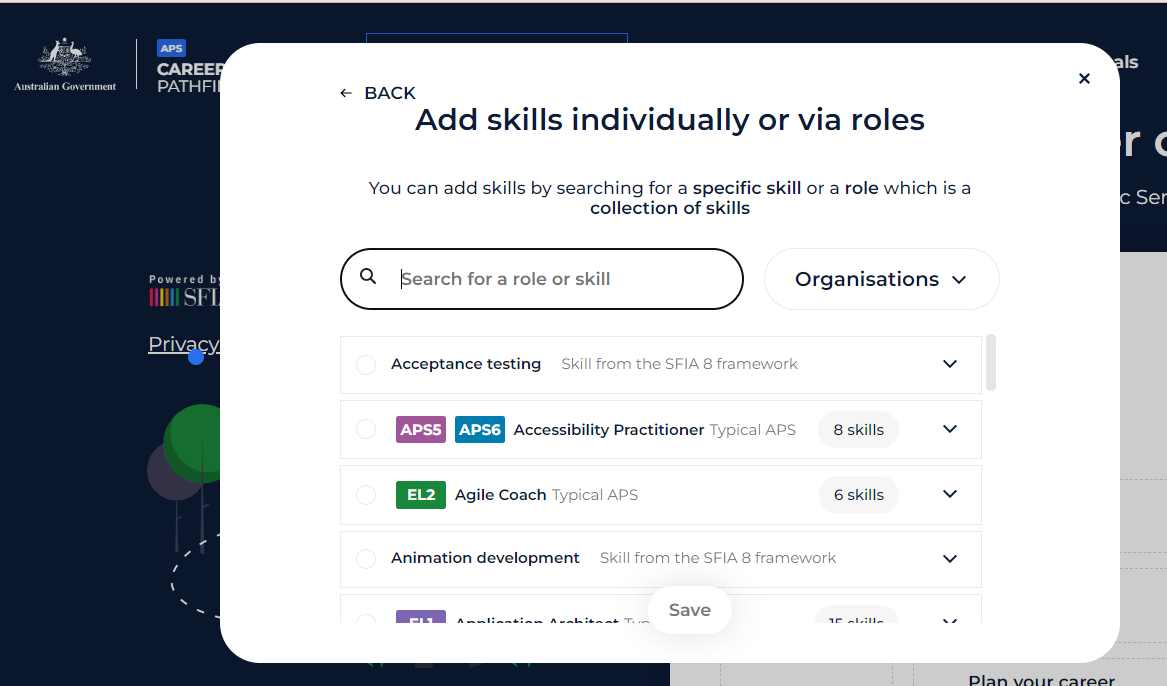 APS
CAREER
PATHFI
Australian Government
als
r
c Ser
Powered by
SFIA
Privacy
← BACK
Add skills individually or via roles
You can add skills by searching for a specific skill or a role which is a
collection of skills
Search for a role or skill
Organisations
Acceptance testing Skill from the SFIA 8 framework
APS5 APS6 Accessibility Practitioner Typical APS 8 skills
EL2 Agile Coach Typical APS 6 skills
Animation development Skill from the SFIA 8 framework
EL1 Application Architect Typ 15 skills
Save
Plan your career